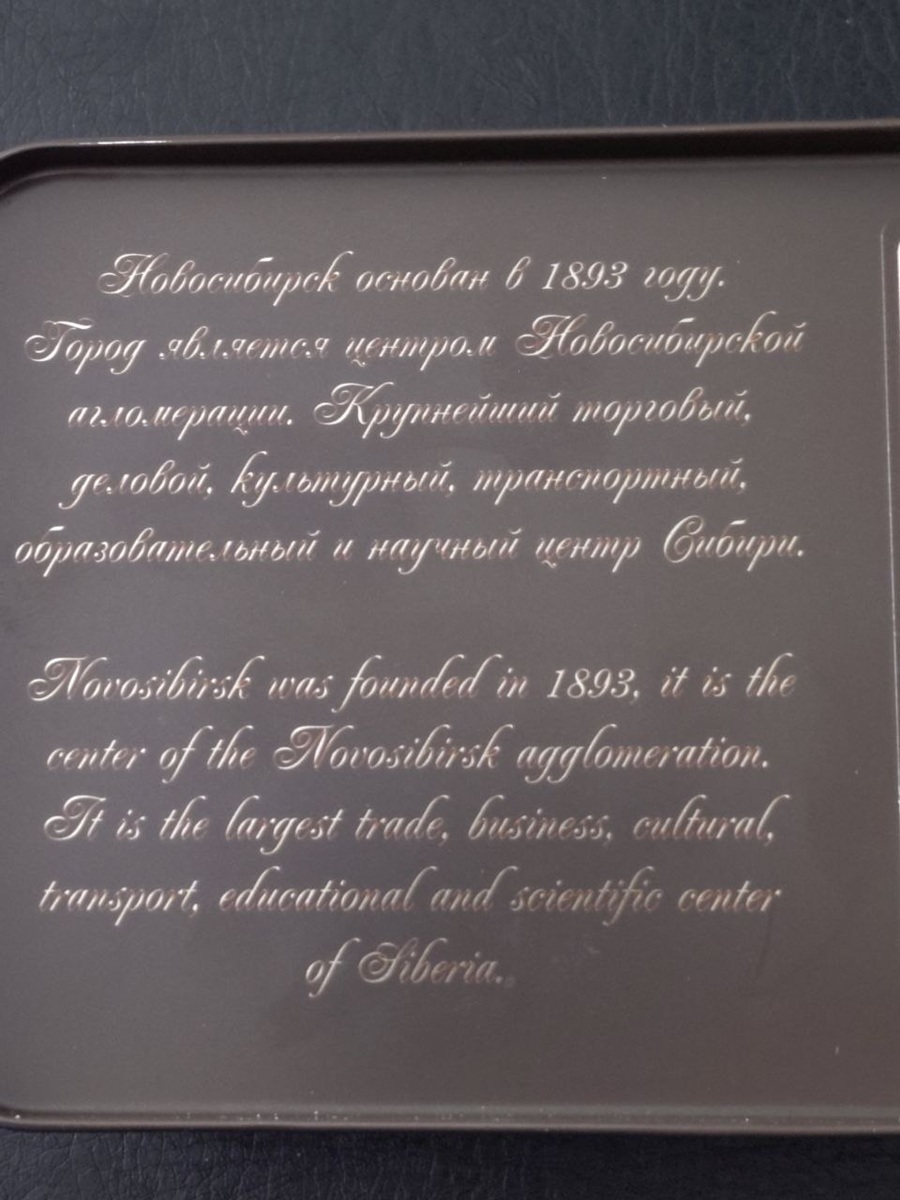 Новосибирск основан в 1893 году.
Город является центром Новосибирской
агломерации. Крупнейший торговый,
деловой, культурный, транспортный,
образовательный и научный центр Сибири.
Novosibirsk was founded in 1893, it is the
center of the Novosibirsk agglomeration.
It is the largest trade, business, cultural,
transport, educational and scientific center
of Siberia.